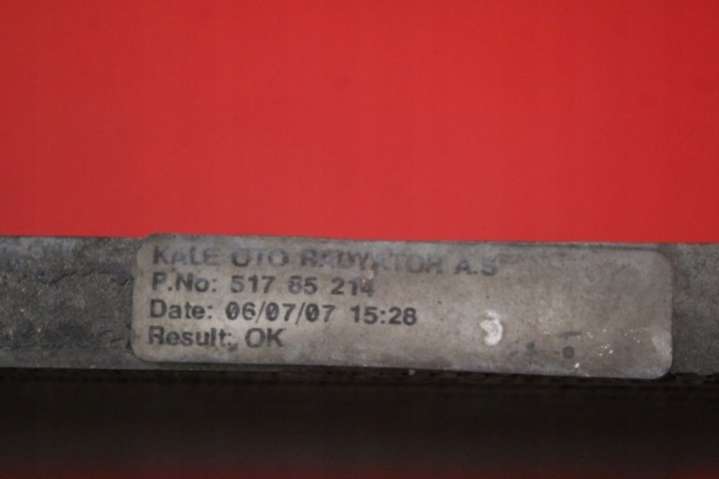 KALE OTO RADYATOR A.S
P.No: 517 85 214
Date: 06/07/07 15:28
Result: OK